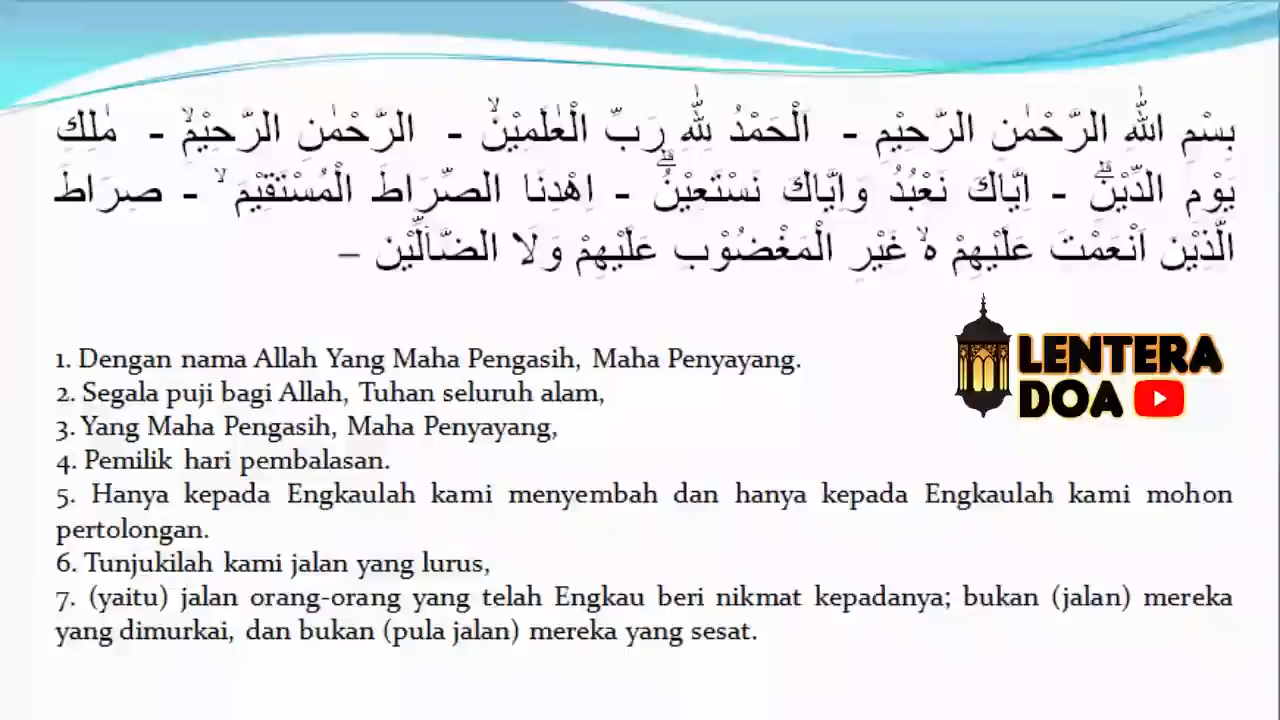 بِسْمِ اللّٰهِ الرَّحْمٰنِ الرَّحِيْمِ - اَلْحَمْدُ لِلّٰهِ رَبِّ الْعٰلَمِيْنَۙ - الرَّحْمٰنِ الرَّحِيْمِۙ - مٰلِكِ
يَوْمِ الدِّيْنِۗ - اِيَّاكَ نَعْبُدُ وَاِيَّاكَ نَسْتَعِيْنُۗ - اِهْدِنَا الصِّرَاطَ الْمُسْتَقِيْمَ ۙ - صِرَاطَ
الَّذِيْنَ اَنْعَمْتَ عَلَيْهِمْ ەۙ غَيْرِ الْمَغْضُوْبِ عَلَيْهِمْ وَلَا الضَّاۤلِّيْنَ –
1. Dengan nama Allah Yang Maha Pengasih, Maha Penyayang.
LENTERA
2. Segala puji bagi Allah, Tuhan seluruh alam,
DOA
3. Yang Maha Pengasih, Maha Penyayang,
4. Pemilik hari pembalasan.
5. Hanya kepada Engkaulah kami menyembah dan hanya kepada Engkaulah kami mohon
pertolongan.
6. Tunjukilah kami jalan yang lurus,
7. (yaitu) jalan orang-orang yang telah Engkau beri nikmat kepadanya; bukan (jalan) mereka
yang dimurkai, dan bukan (pula jalan) mereka yang sesat.